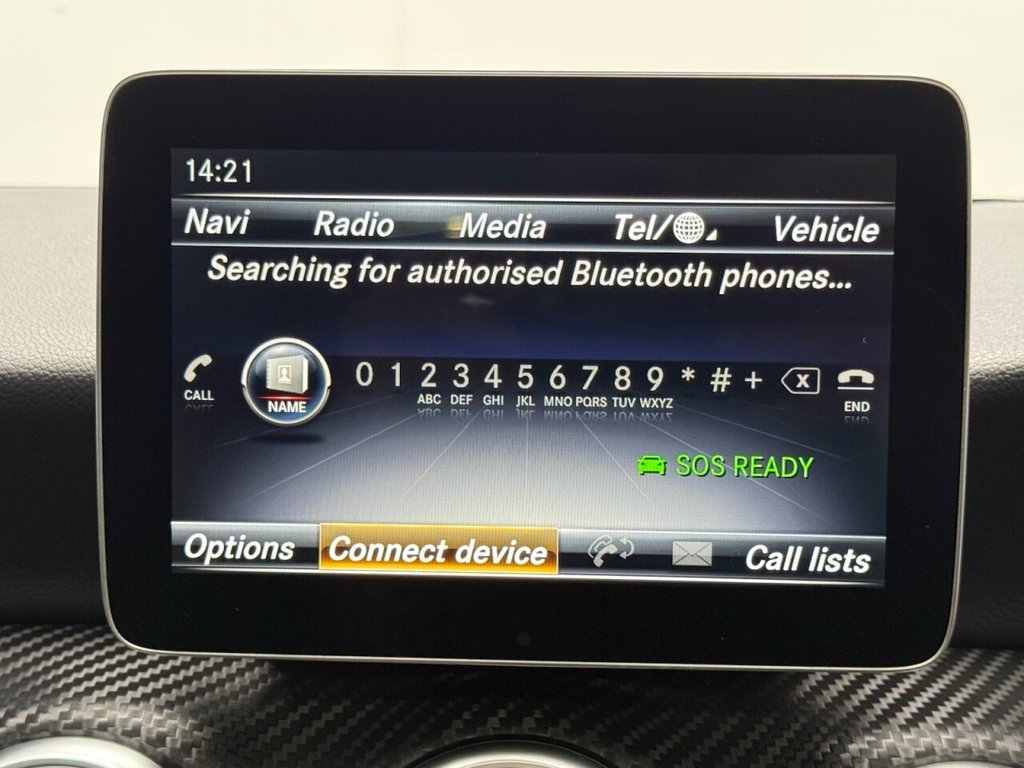 14:21
Navi Radio Media Tel/ Vehicle
Searching for authorised Bluetooth phones...
0 1 2 3 4 5 6 7 8 9 * # +
CALL NAME ABC DEF GHI JKL MNO PQRS TUV WXYZ END
SOS READY
Options Connect device Call lists